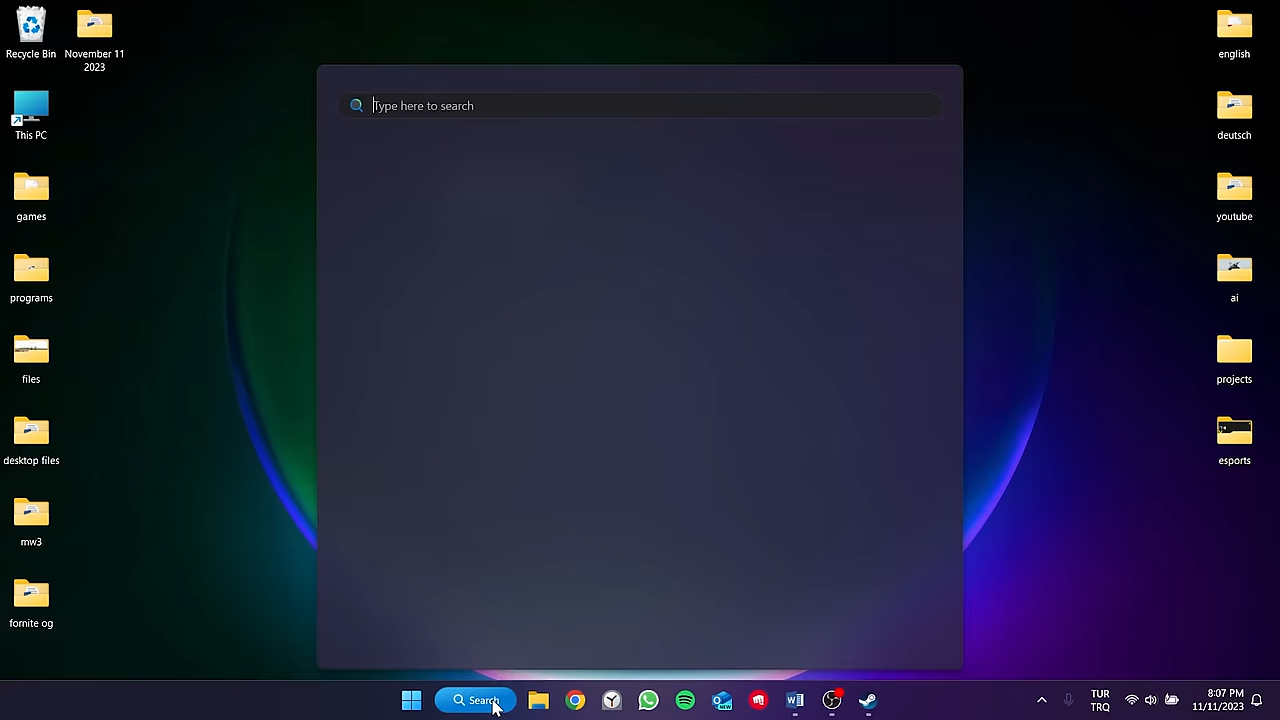 Recycle Bin
November 11
2023
This PC
games
programs
files
desktop files
mw3
fornite og
Type here to search
english
deutsch
youtube
ai
projects
esports
Search
TUR
TRQ
8:07 PM
11/11/2023